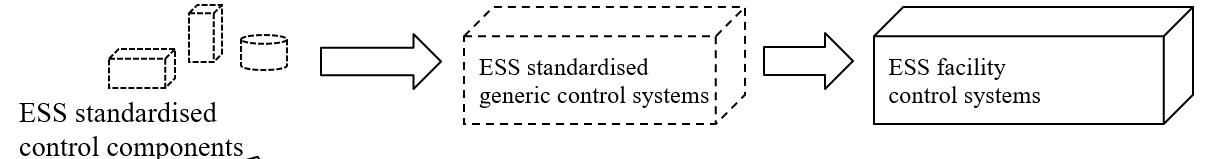 ESS standardised
control components
ESS standardised
generic control systems
ESS facility
control systems